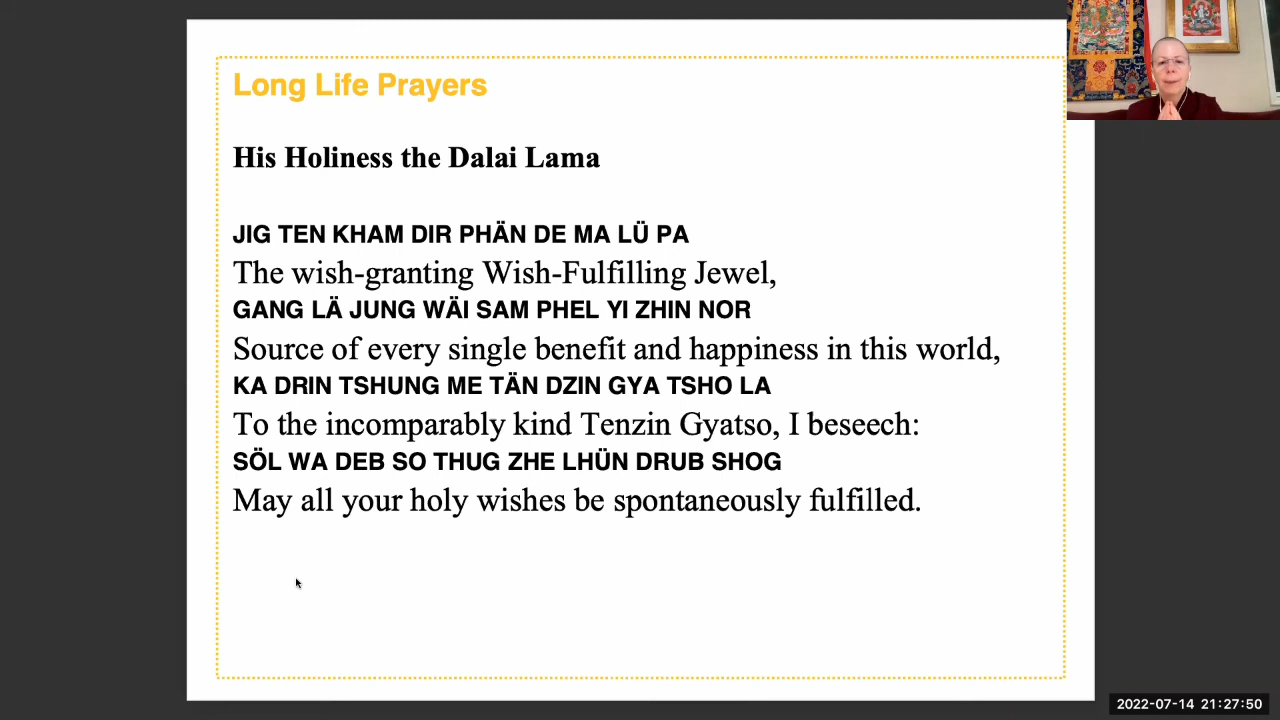 Long Life Prayers
His Holiness the Dalai Lama
JIG TEN KHAM DIR PHÄN DE MA LÜ PA
The wish-granting Wish-Fulfilling Jewel,
GANG LÄ JUNG WÄI SAM PHEL YI ZHIN NOR
Source of every single benefit and happiness in this world,
KA DRIN TSHUNG ME TÄN DZIN GYA TSHO LA
To the incomparably kind Tenzin Gyatso, I beseech:
SÖL WA DEB SO THUG ZHE LHÜN DRUB SHOG
May all your holy wishes be spontaneously fulfilled.
2022-07-14 21:27:50